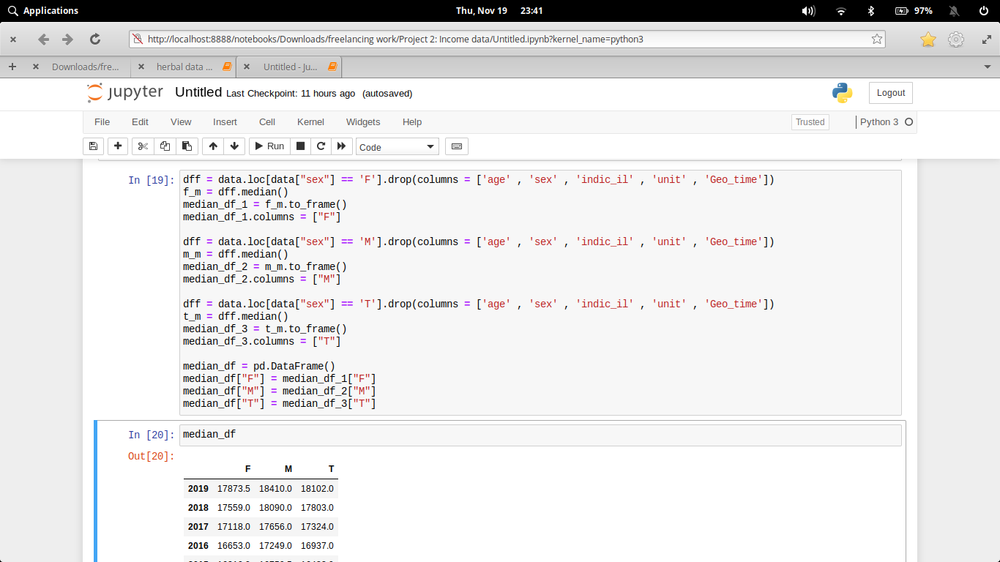 Applications
Thu, Nov 19 23:41
97%
http://localhost:8888/notebooks/Downloads/freelancing work/Project 2: Income data/Untitled.ipynb?kernel_name=python3
Downloads/fre...
herbal data ...
Untitled - Ju...
jupyter Untitled Last Checkpoint: 11 hours ago (autosaved)
Logout
File Edit View Insert Cell Kernel Widgets Help
Trusted
Python 3
Run
Code
In [19]:
dff = data.loc[data["sex"] == 'F'].drop(columns = ['age' , 'sex' , 'indic_il' , 'unit' , 'Geo_time'])
f_m = dff.median()
median_df_1 = f_m.to_frame()
median_df_1.columns = ["F"]
dff = data.loc[data["sex"] == 'M'].drop(columns = ['age' , 'sex' , 'indic_il' , 'unit' , 'Geo_time'])
m_m = dff.median()
median_df_2 = m_m.to_frame()
median_df_2.columns = ["M"]
dff = data.loc[data["sex"] == 'T'].drop(columns = ['age' , 'sex' , 'indic_il' , 'unit' , 'Geo_time'])
t_m = dff.median()
median_df_3 = t_m.to_frame()
median_df_3.columns = ["T"]
median_df = pd.DataFrame()
median_df["F"] = median_df_1["F"]
median_df["M"] = median_df_2["M"]
median_df["T"] = median_df_3["T"]
In [20]:
median_df
Out[20]:
F M T
2019 17873.5 18410.0 18102.0
2018 17559.0 18090.0 17803.0
2017 17118.0 17656.0 17324.0
2016 16653.0 17249.0 16937.0